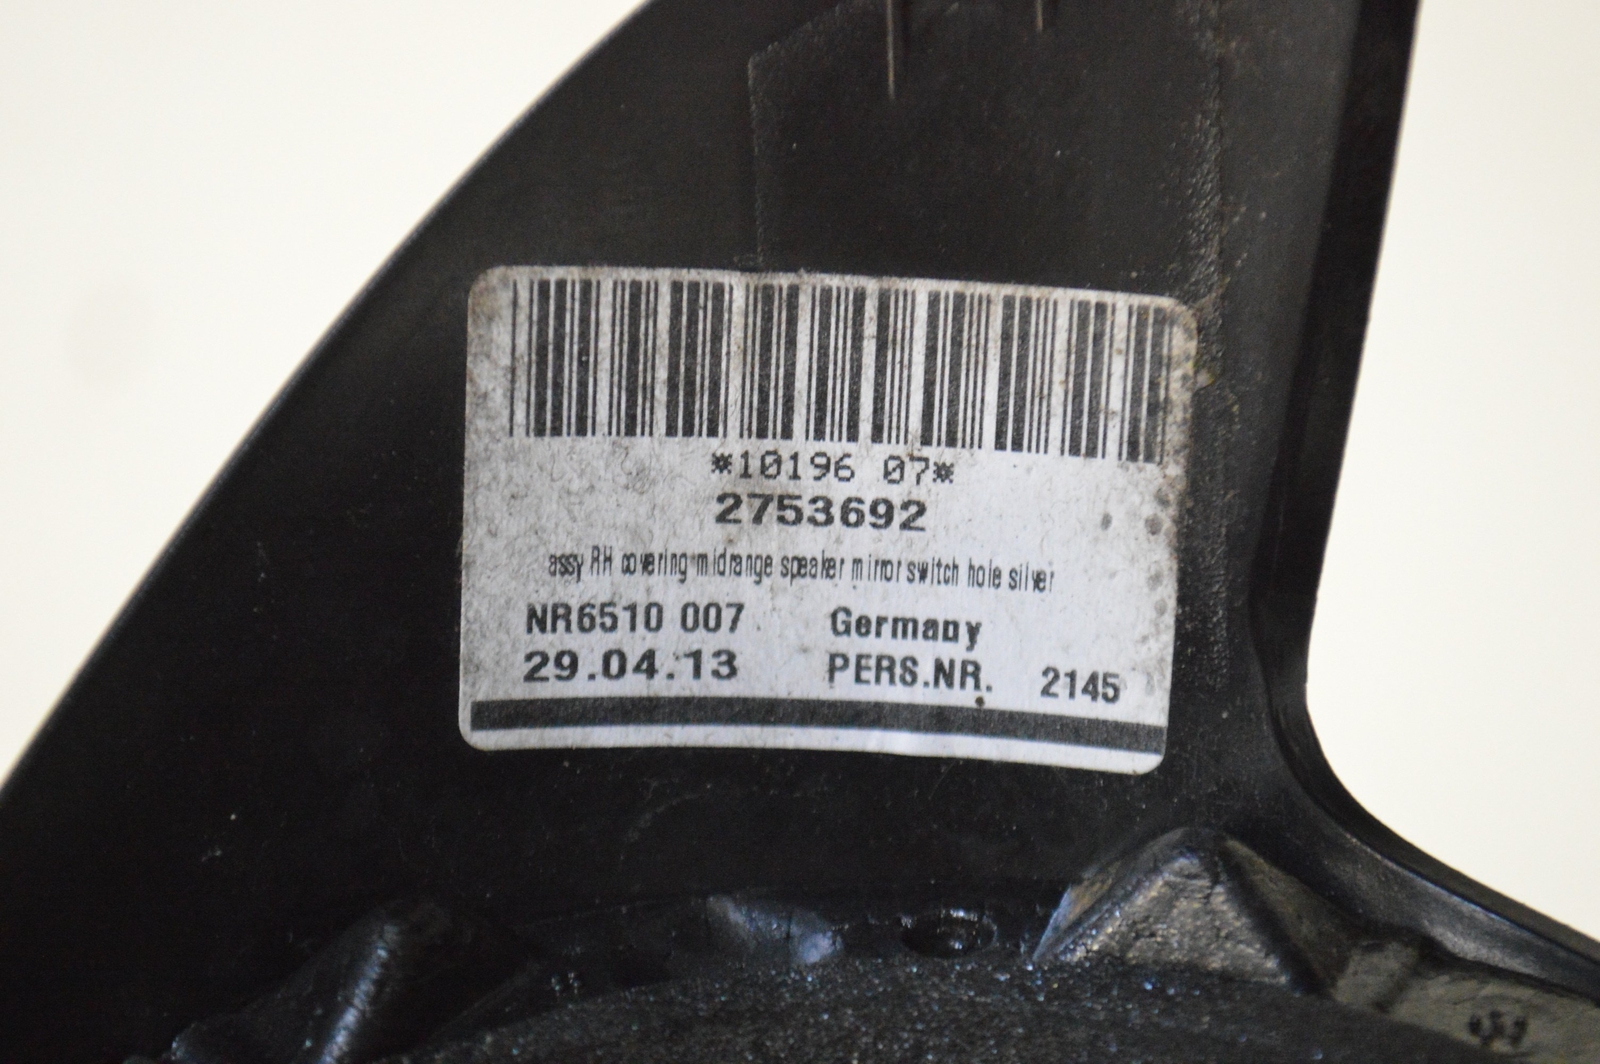 *10196 07*
2753692
assy RH covering midrange speaker mirror switch hole silver
NR6510 007 Germany
29.04.13 PERS.NR. 2145